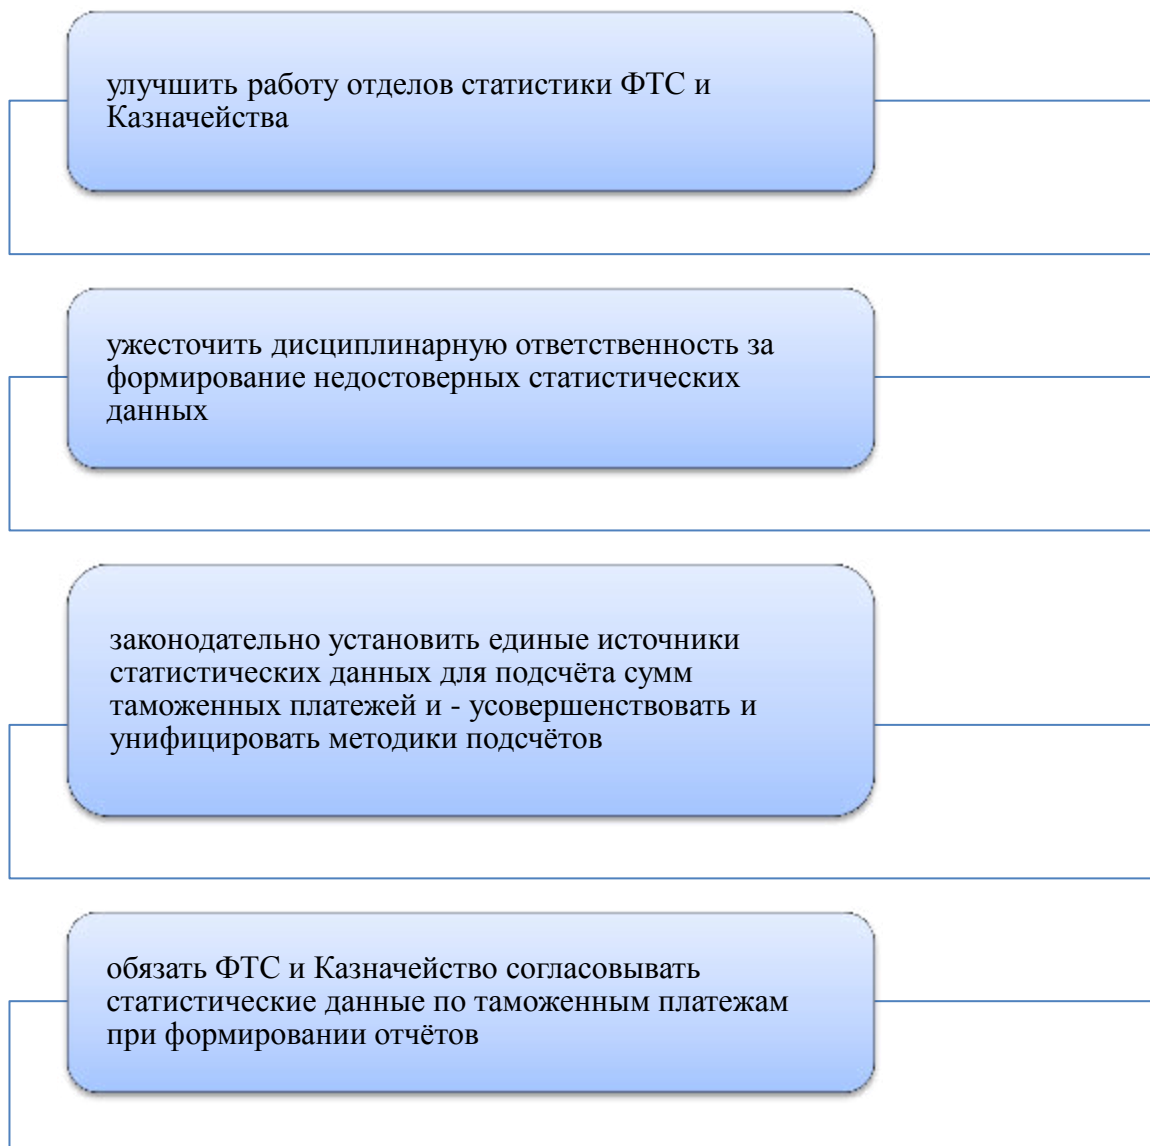 улучшить работу отделов статистики ФТС и
Казначейства
ужесточить дисциплинарную ответственность за
формирование недостоверных статистических
данных
законодательно установить единые источники
статистических данных для подсчёта сумм
таможенных платежей и - усовершенствовать и
унифицировать методики подсчётов
обязать ФТС и Казначейство согласовывать
статистические данные по таможенным платежам
при формировании отчётов